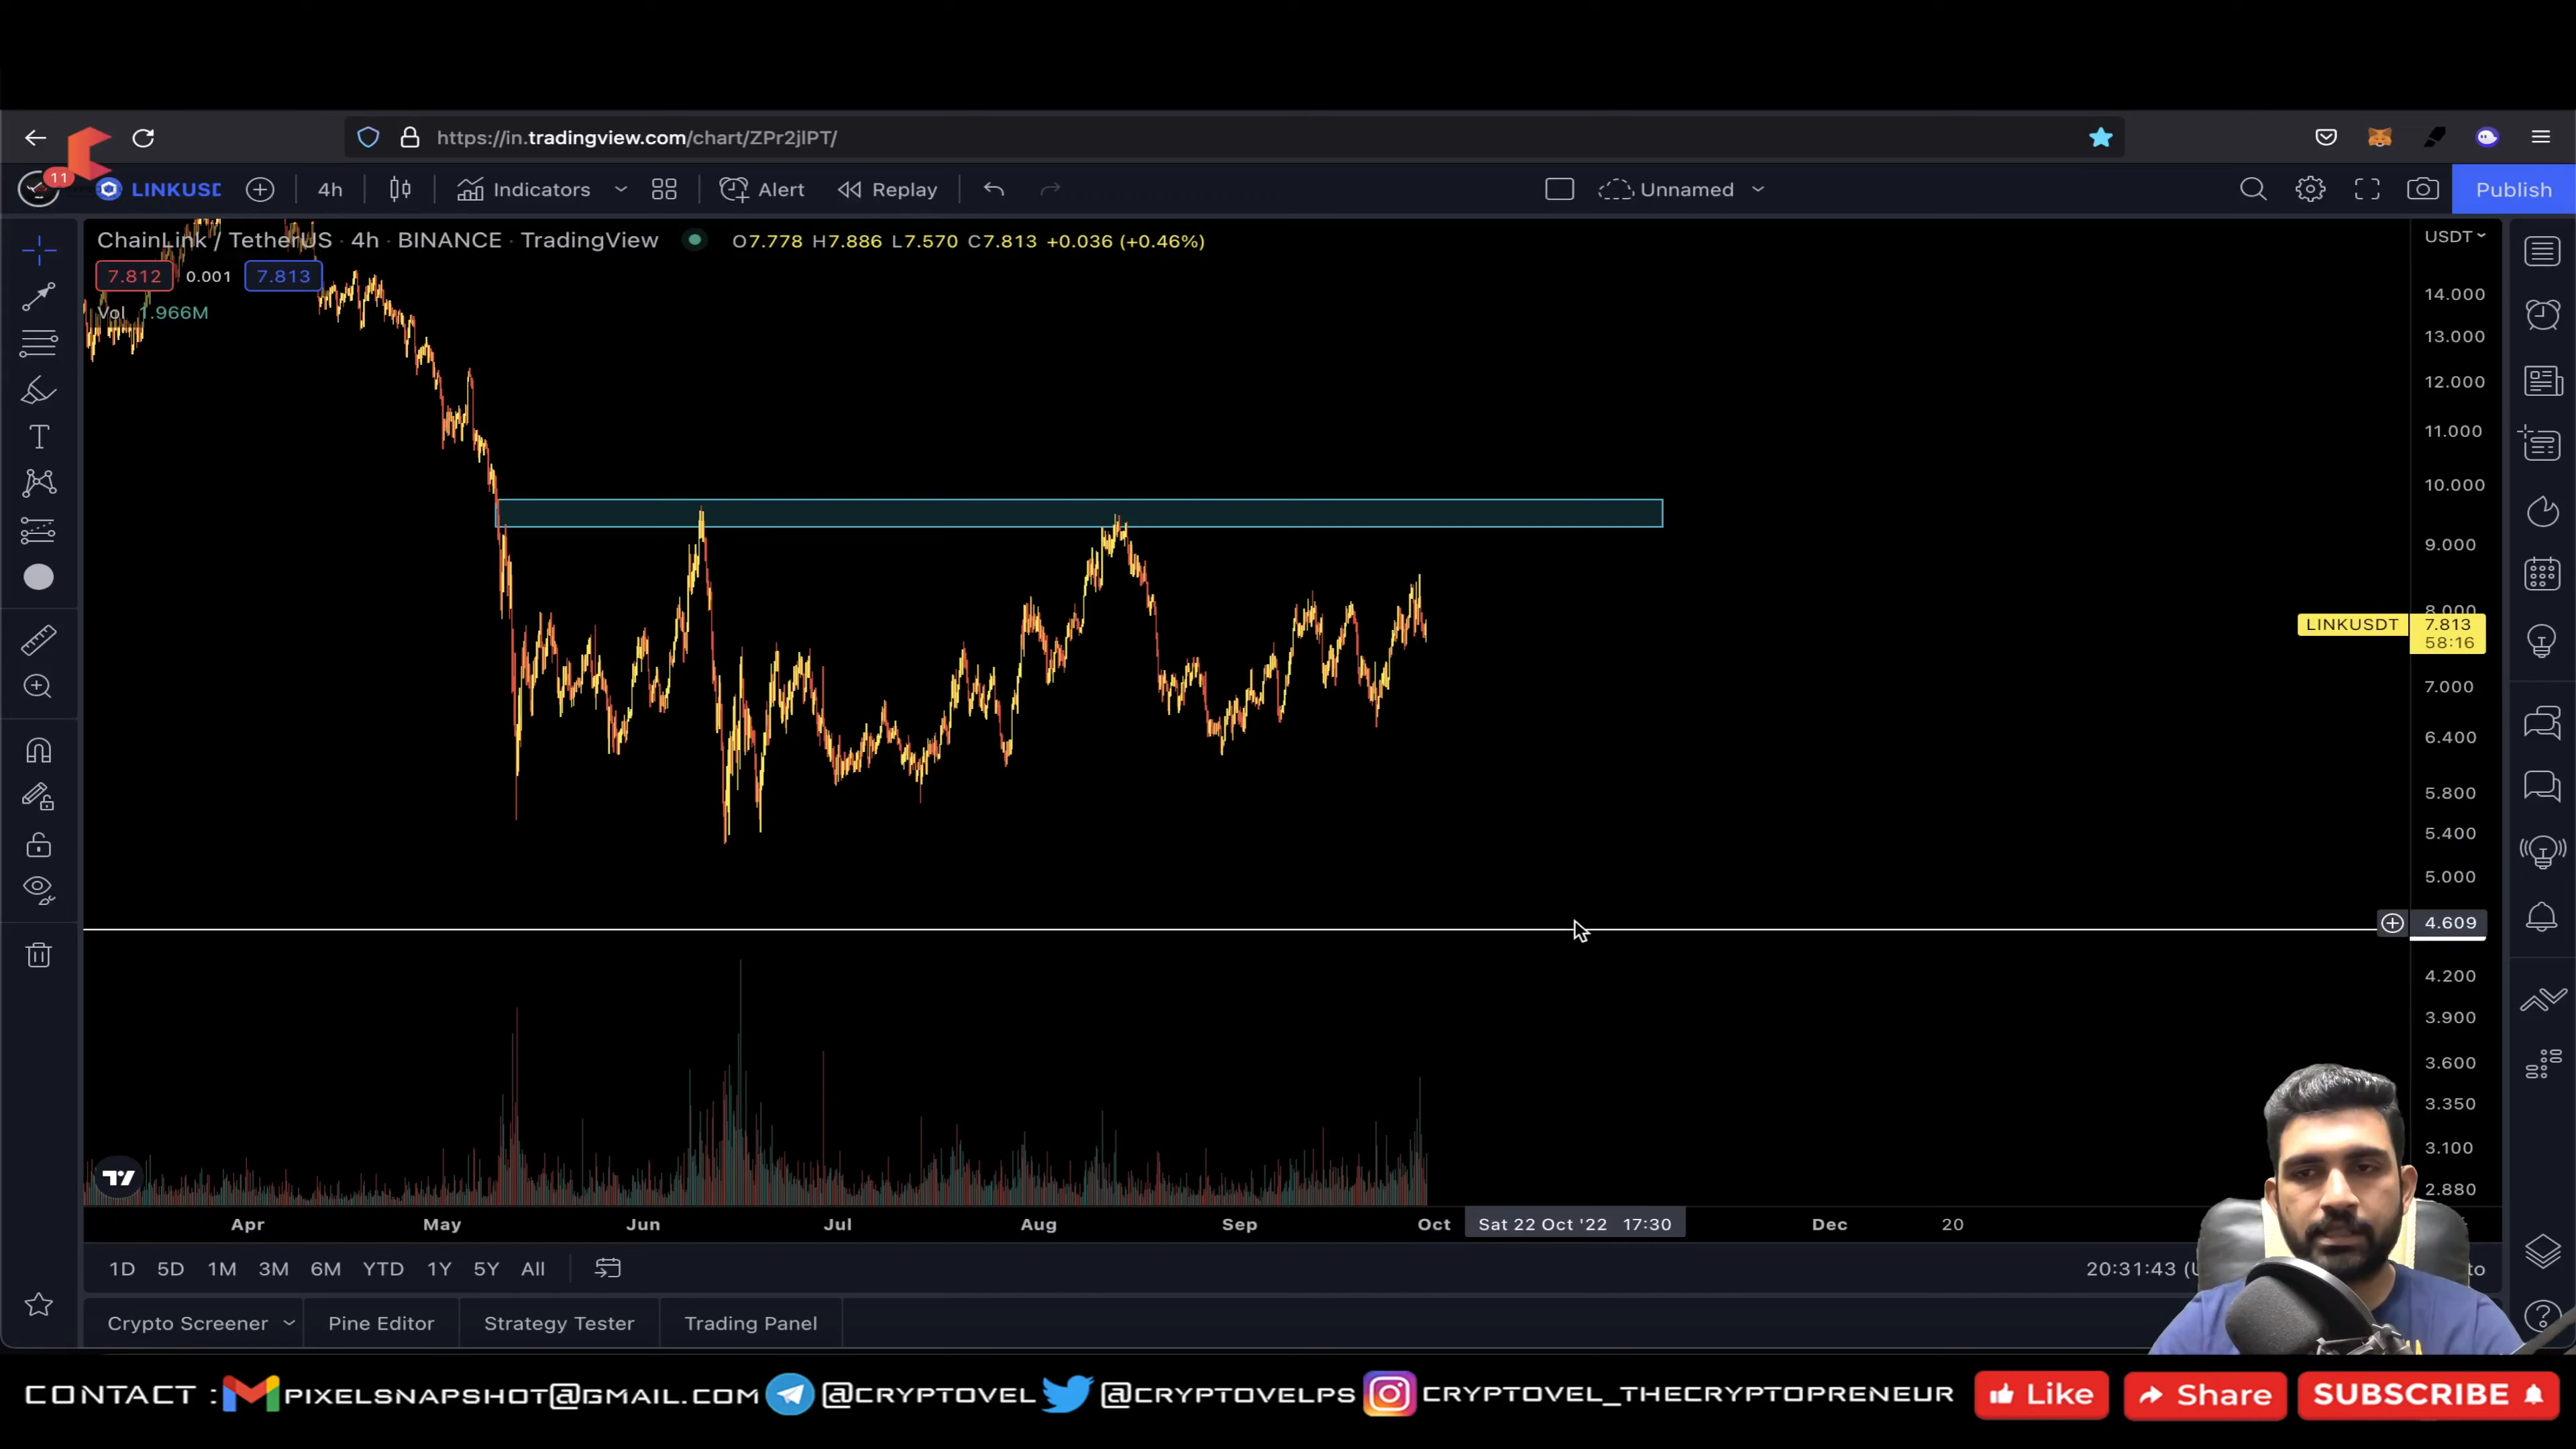 https://in.tradingview.com/chart/ZPr2jlPT/
11
LINKUSD
4h
Indicators
Alert
Replay
Unnamed
Publish
ChainLink / TetherUS · 4h · BINANCE · TradingView
O7.778 H7.886 L7.570 C7.813 +0.036 (+0.46%)
USDT
7.812 0.001 7.813
Vol 1.966M
14.000
13.000
12.000
11.000
10.000
9.000
8.000
LINKUSDT 7.813
58:16
7.000
6.400
5.800
5.400
5.000
4.609
4.200
3.900
3.600
3.350
3.100
2.880
Apr May Jun Jul Aug Sep Oct Sat 22 Oct '22 17:30 Dec 20
1D 5D 1M 3M 6M YTD 1Y 5Y All
20:31:43 (U
to
Crypto Screener Pine Editor Strategy Tester Trading Panel
CONTACT : PIXELSNAPSHOT@GMAIL.COM @CRYPTOVEL @CRYPTOVELPS CRYPTOVEL_THECRYPTOPRENEUR Like Share SUBSCRIBE